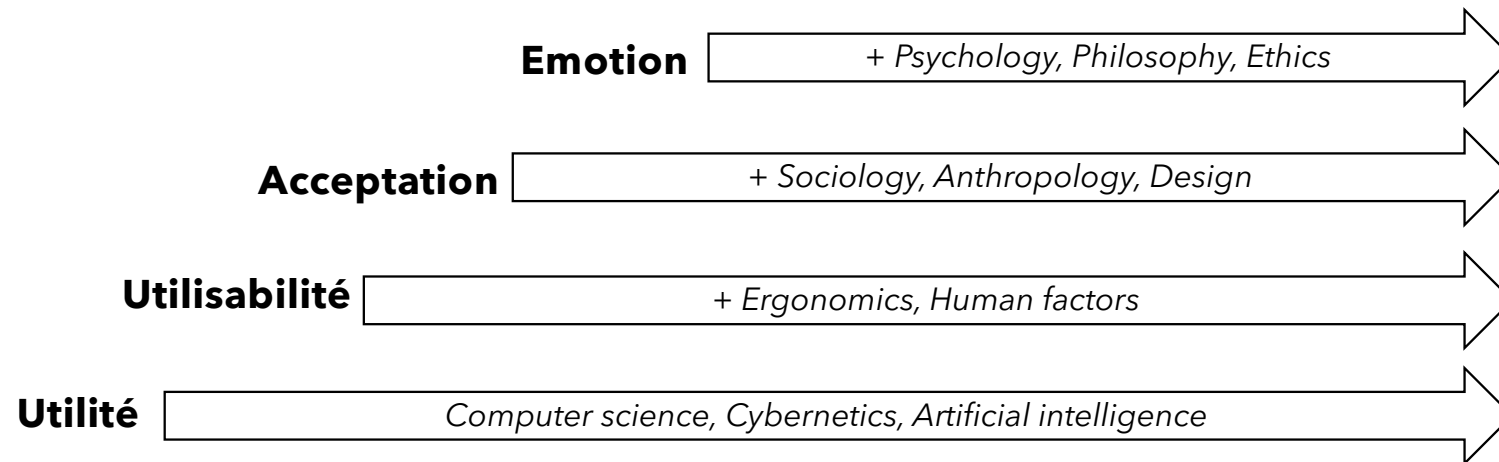 Emotion
+ Psychology, Philosophy, Ethics
Acceptation
+ Sociology, Anthropology, Design
Utilisabilité
+ Ergonomics, Human factors
Utilité
Computer science, Cybernetics, Artificial intelligence